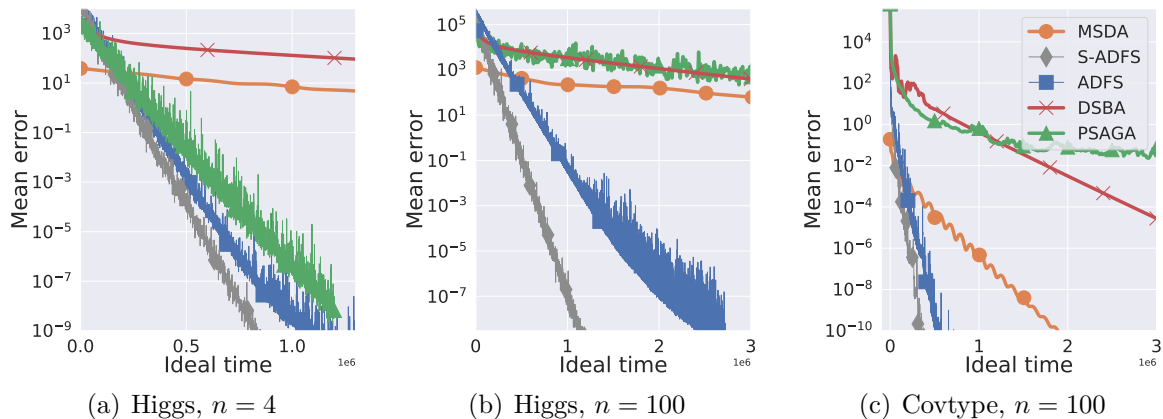 Mean error
10^3
10^1
10^-1
10^-3
10^-5
10^-7
10^-9
0.0
0.5
1.0
1e6
Ideal time
(a) Higgs, n = 4
Mean error
10^5
10^3
10^1
10^-1
10^-3
10^-5
10^-7
0
1
2
3
1e6
Ideal time
(b) Higgs, n = 100
Mean error
10^4
10^2
10^0
10^-2
10^-4
10^-6
10^-8
10^-10
0
1
2
3
1e6
Ideal time
MSDA
S-ADFS
ADFS
DSBA
PSAGA
(c) Covtype, n = 100